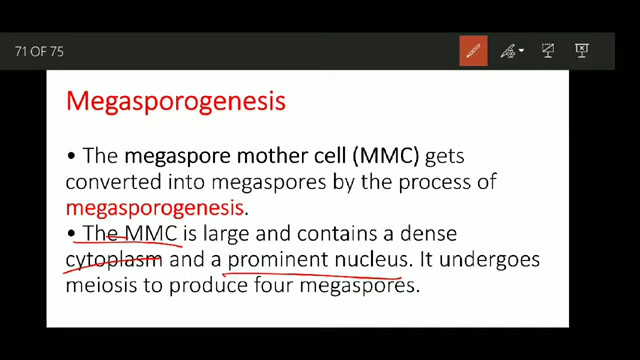 71 OF 75
Megasporogenesis
• The megaspore mother cell (MMC) gets
converted into megaspores by the process of
megasporogenesis.
• The MMC is large and contains a dense
cytoplasm and a prominent nucleus. It undergoes
meiosis to produce four megaspores.